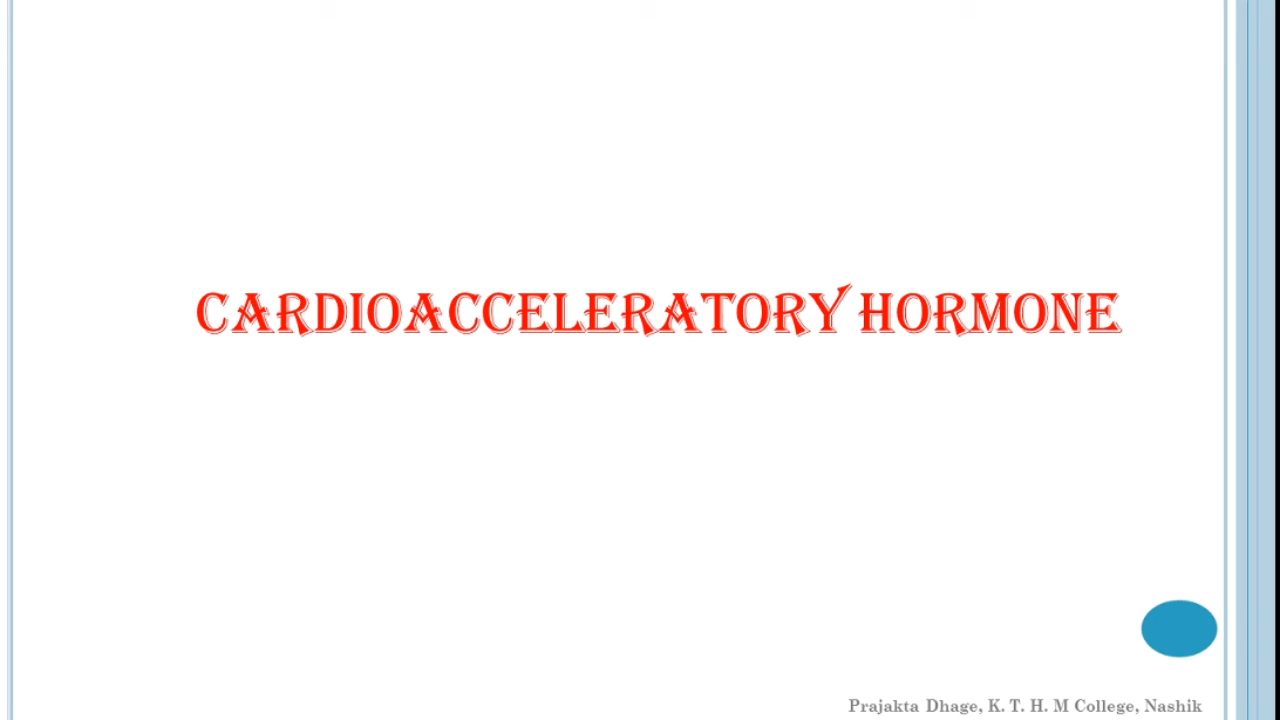 CARDIOACCELERATORY HORMONE
Prajakta Dhage, K. T. H. M College, Nashik